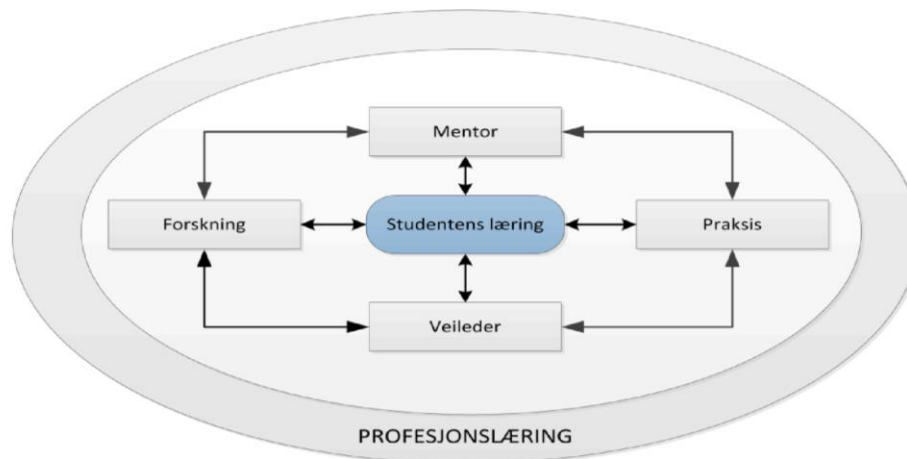 Mentor
Forskning
Studentens læring
Praksis
Veileder
PROFESJONSLÆRING